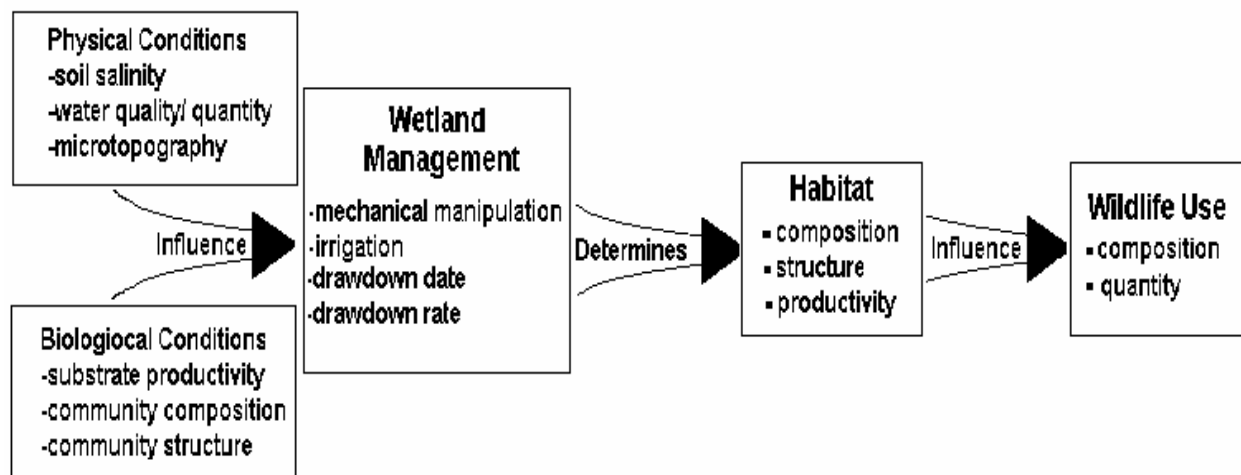 Physical Conditions
-soil salinity
-water quality/ quantity
-microtopography
Influence
Biologiocal Conditions
-substrate productivity
-community composition
-community structure
Wetland
Management
-mechanical manipulation
-irrigation
-drawdown date
-drawdown rate
Determines
Habitat
▪ composition
▪ structure
▪ productivity
Influence
Wildlife Use
▪ composition
▪ quantity